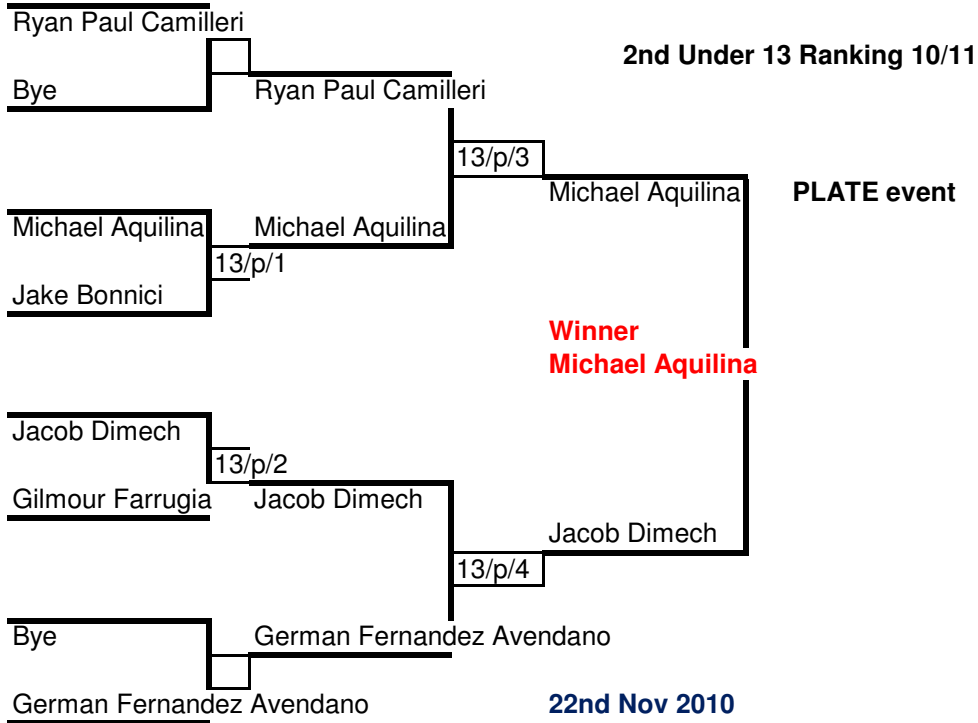 Ryan Paul Camilleri
2nd Under 13 Ranking 10/11
Bye
Ryan Paul Camilleri
13/p/3
Michael Aquilina
PLATE event
Michael Aquilina
Michael Aquilina
13/p/1
Jake Bonnici
Winner
Michael Aquilina
Jacob Dimech
13/p/2
Gilmour Farrugia
Jacob Dimech
Jacob Dimech
13/p/4
Bye
German Fernandez Avendano
German Fernandez Avendano
22nd Nov 2010